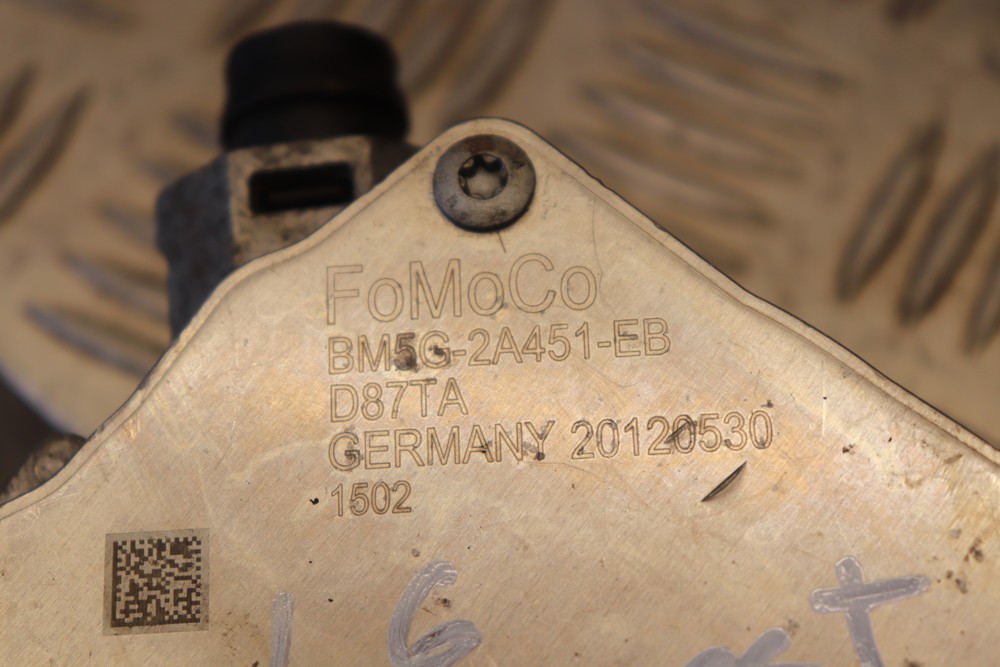 FoMoCo
BM5G-2A451-EB
D87TA
GERMANY 20120530
1502